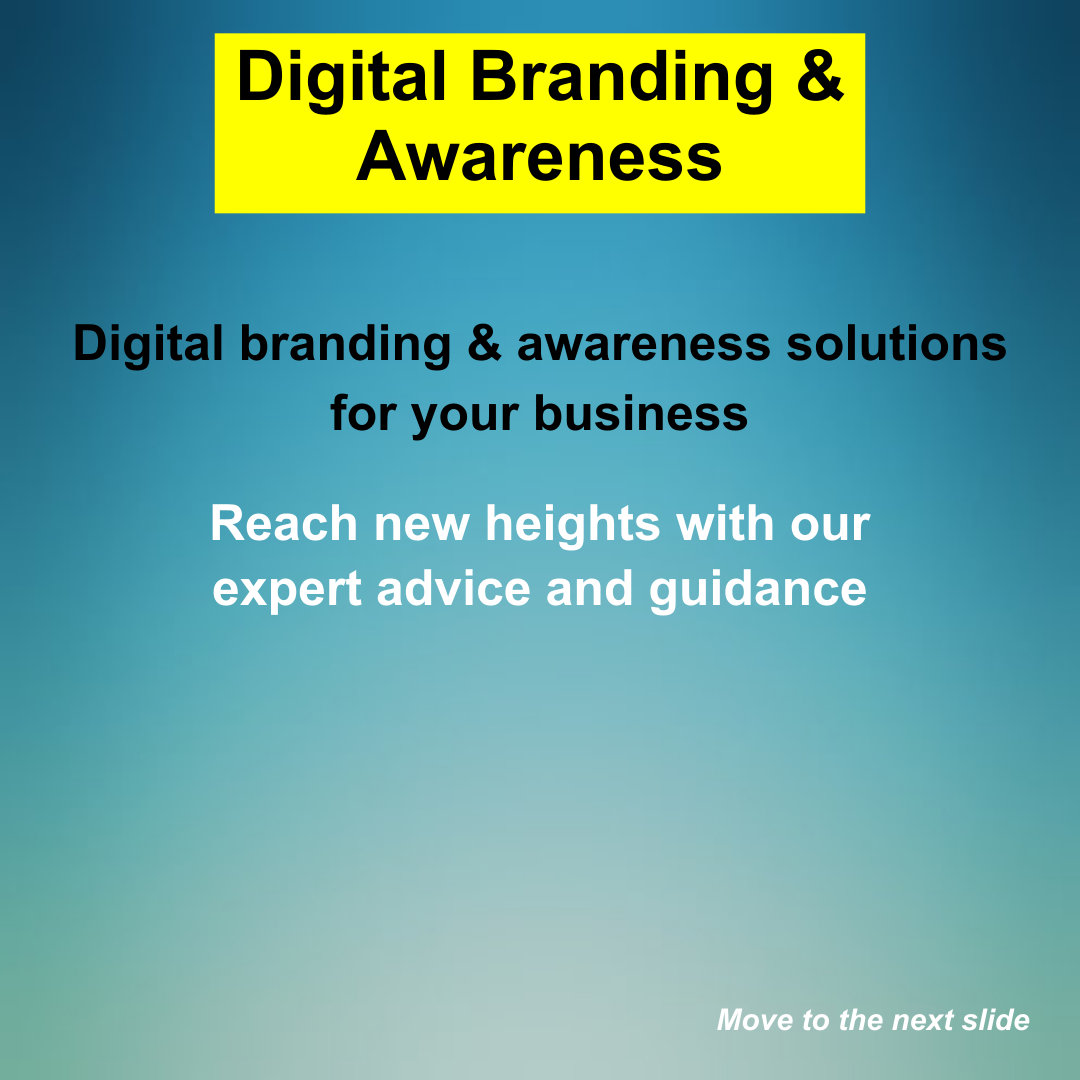 Digital Branding &
Awareness
Digital branding & awareness solutions
for your business
Reach new heights with our
expert advice and guidance
Move to the next slide